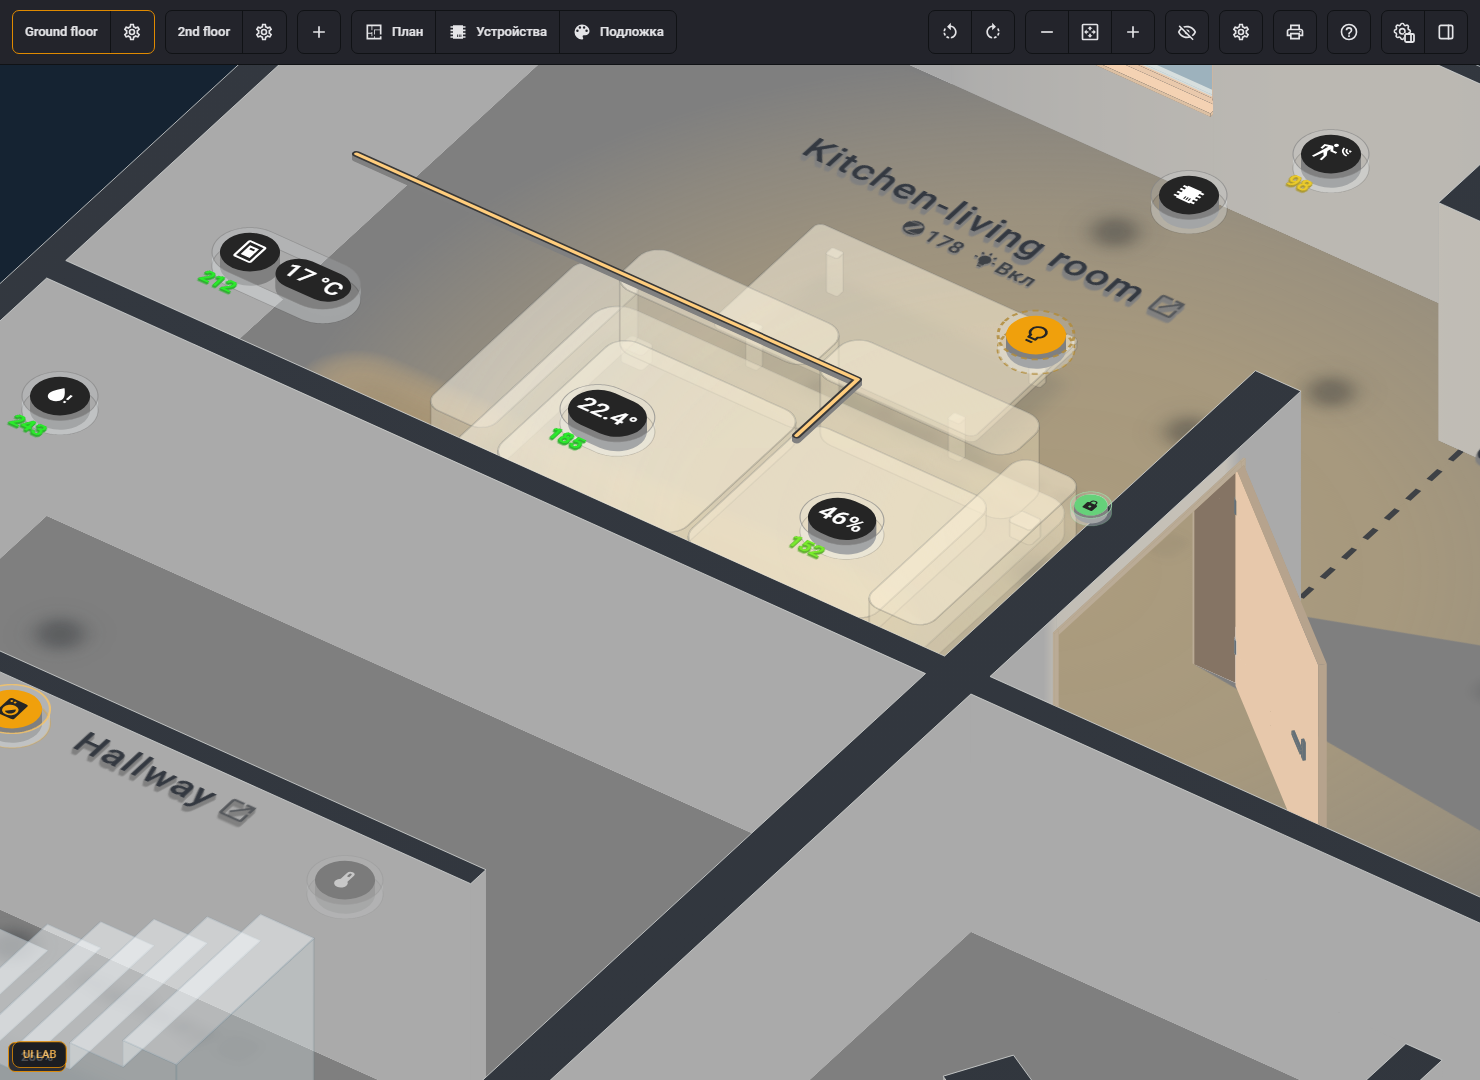 Ground floor
2nd floor
План
Устройства
Подложка
Kitchen-living room
178 Вкл
98
17 °C
212
22.4°
185
243
46%
152
Hallway
UI LAB